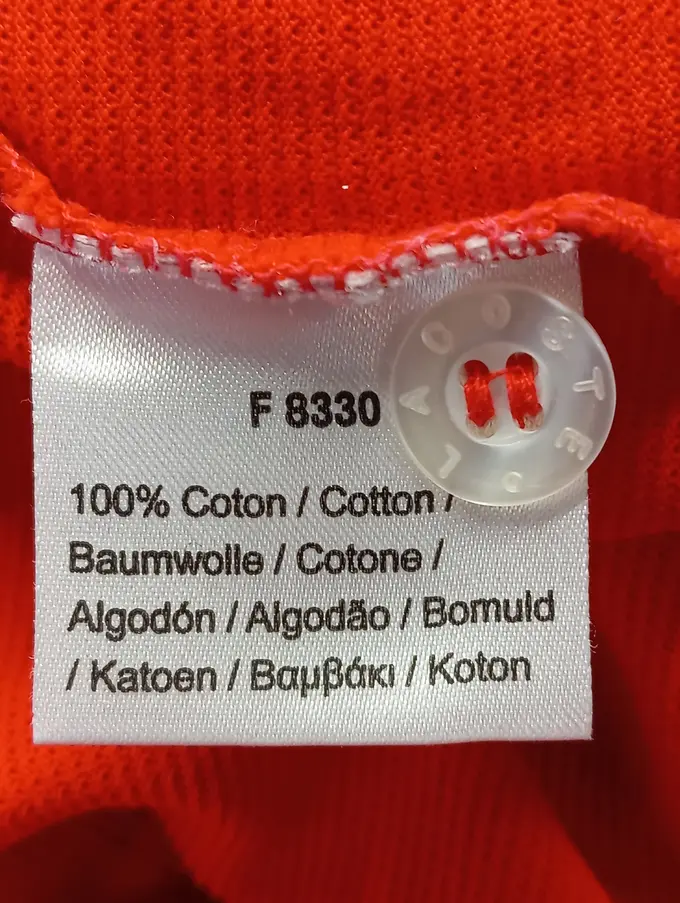 LACOSTE
F 8330
100% Coton / Cotton /
Baumwolle / Cotone /
Algodón / Algodão / Bomuld
/ Katoen / Βαμβάκι / Koton